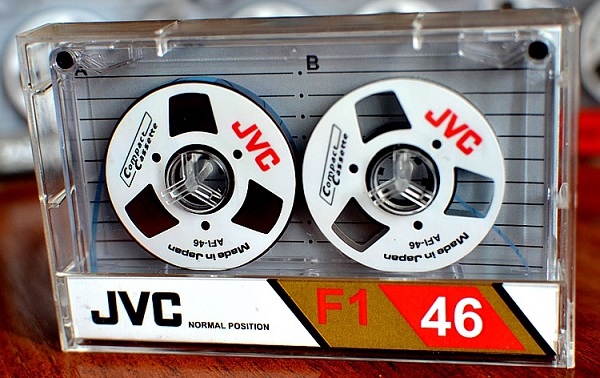 A
B
JVC
Compact
Cassette
Made in Japan
AFI-46
JVC
Compact
Cassette
Made in Japan
AFI-46
JVC NORMAL POSITION F1 46